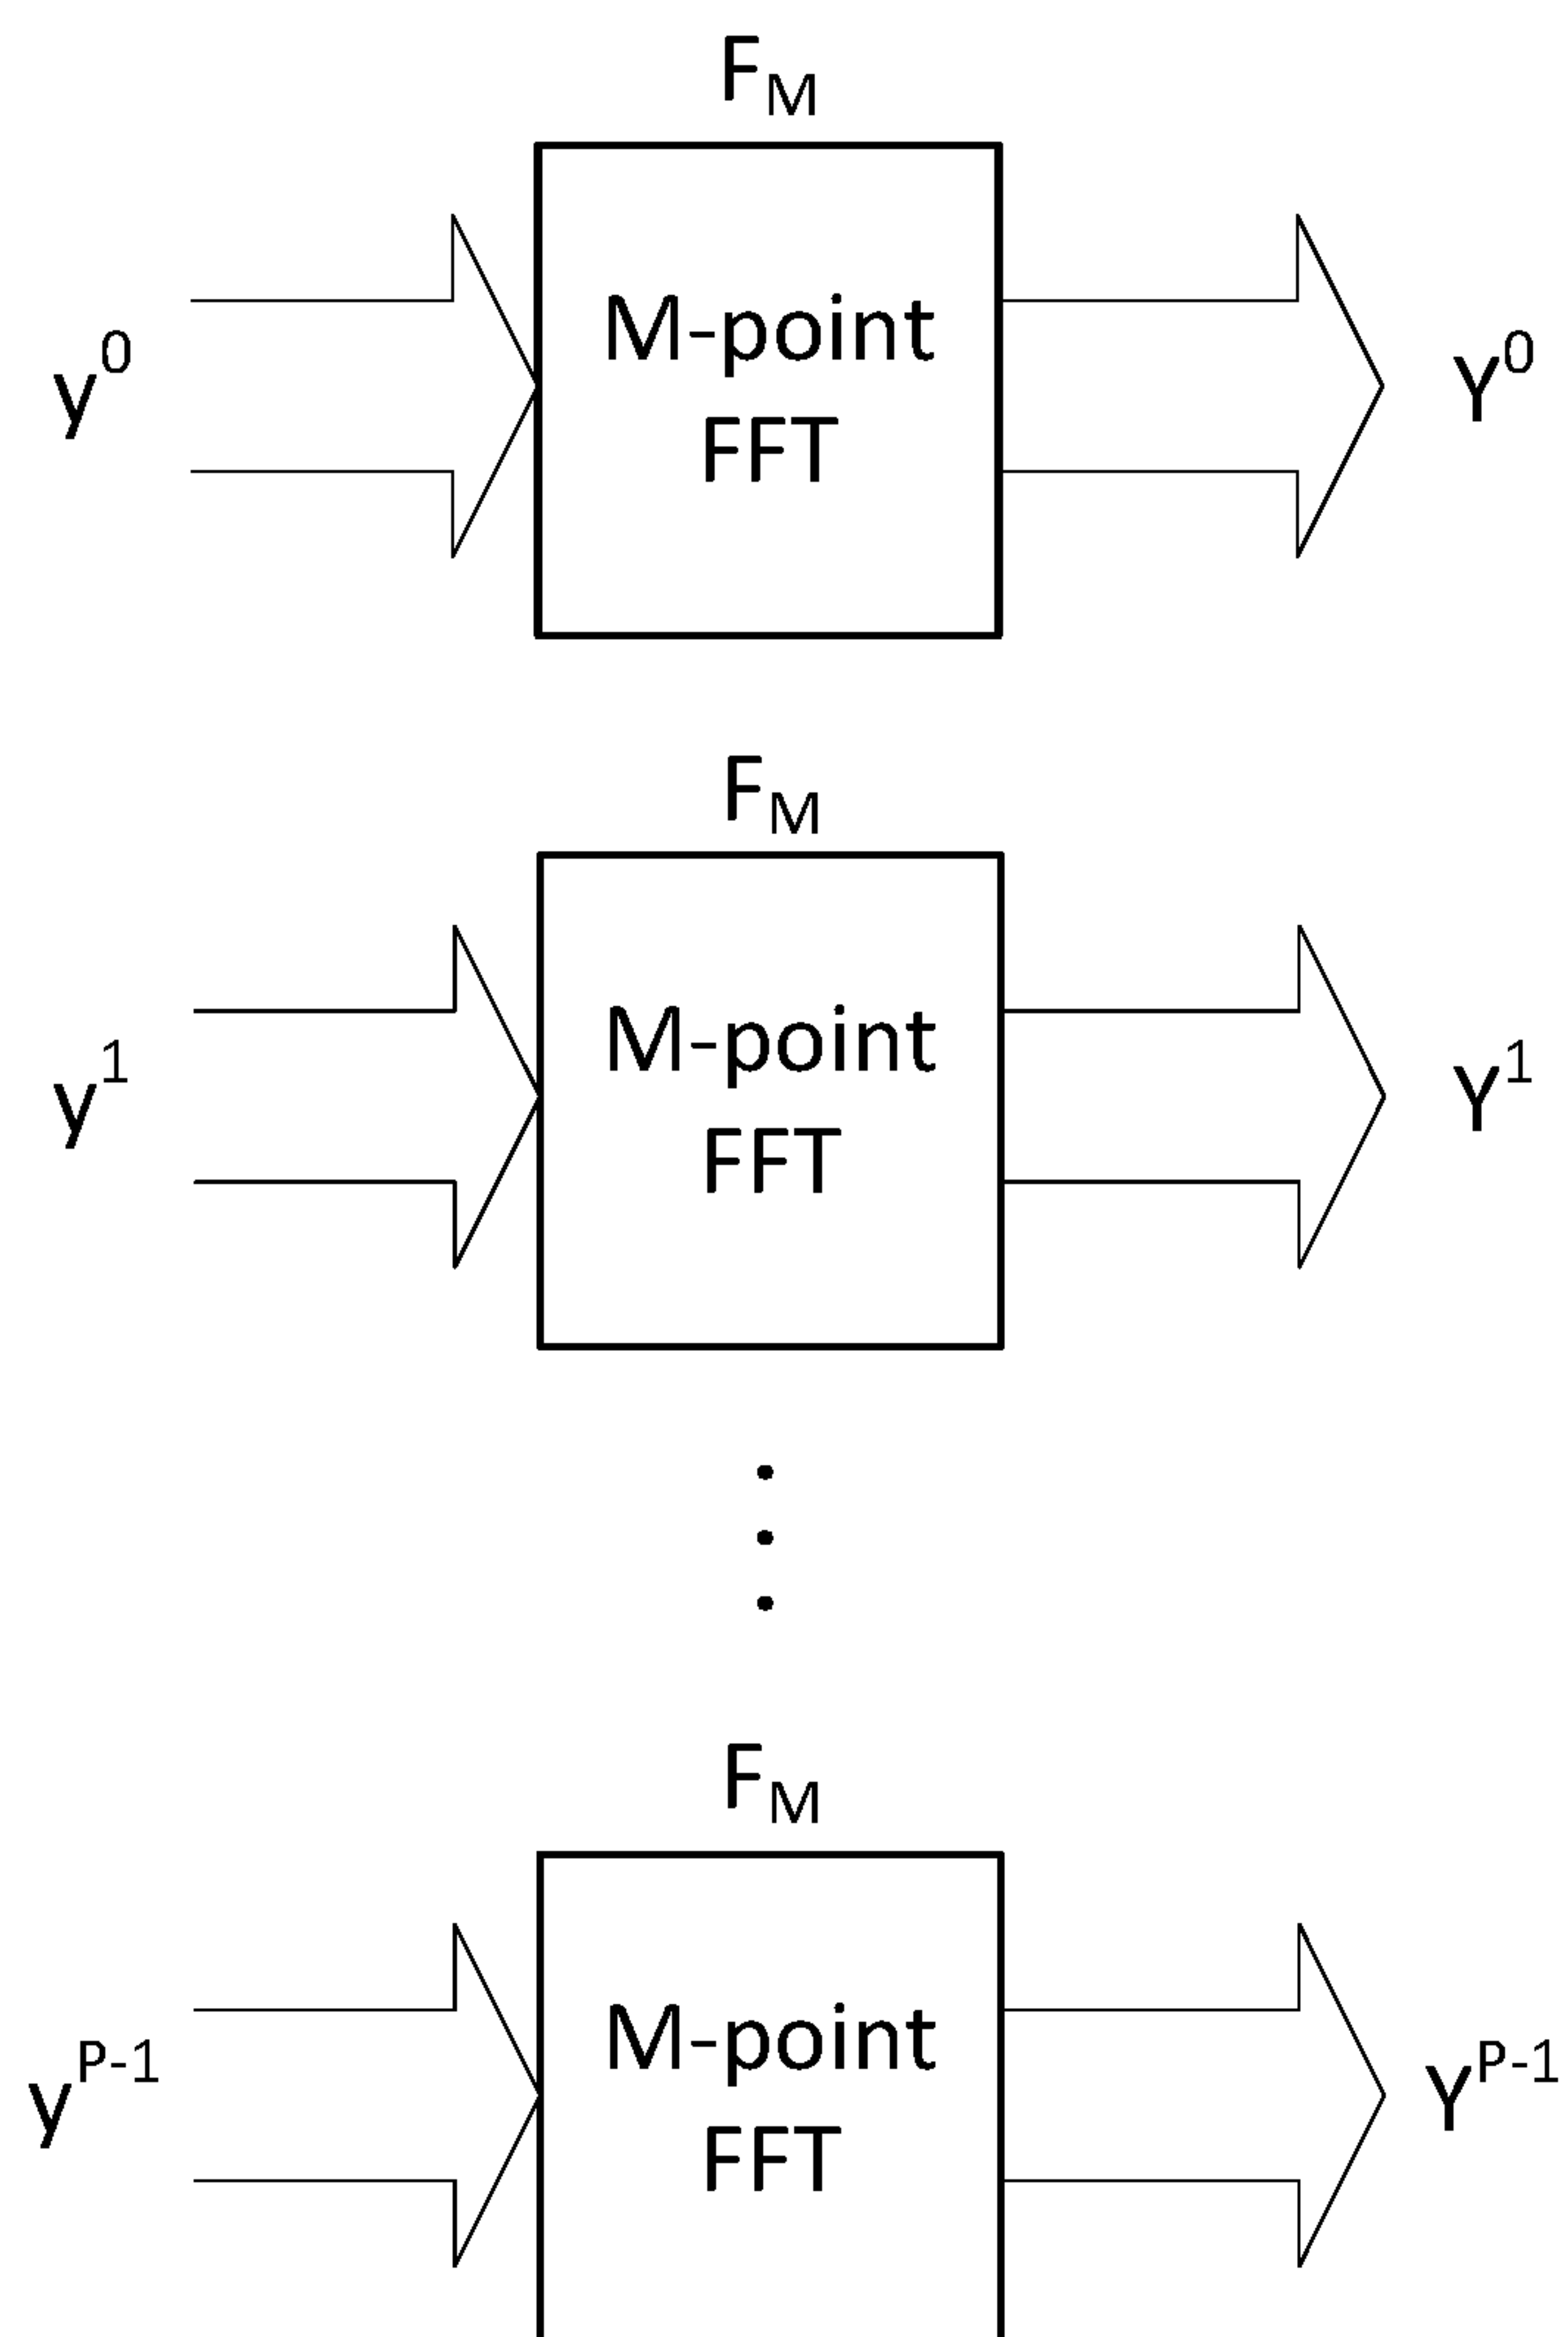 F_M
y^0
M-point
FFT
Y^0
F_M
y^1
M-point
FFT
Y^1
F_M
y^P-1
M-point
FFT
Y^P-1